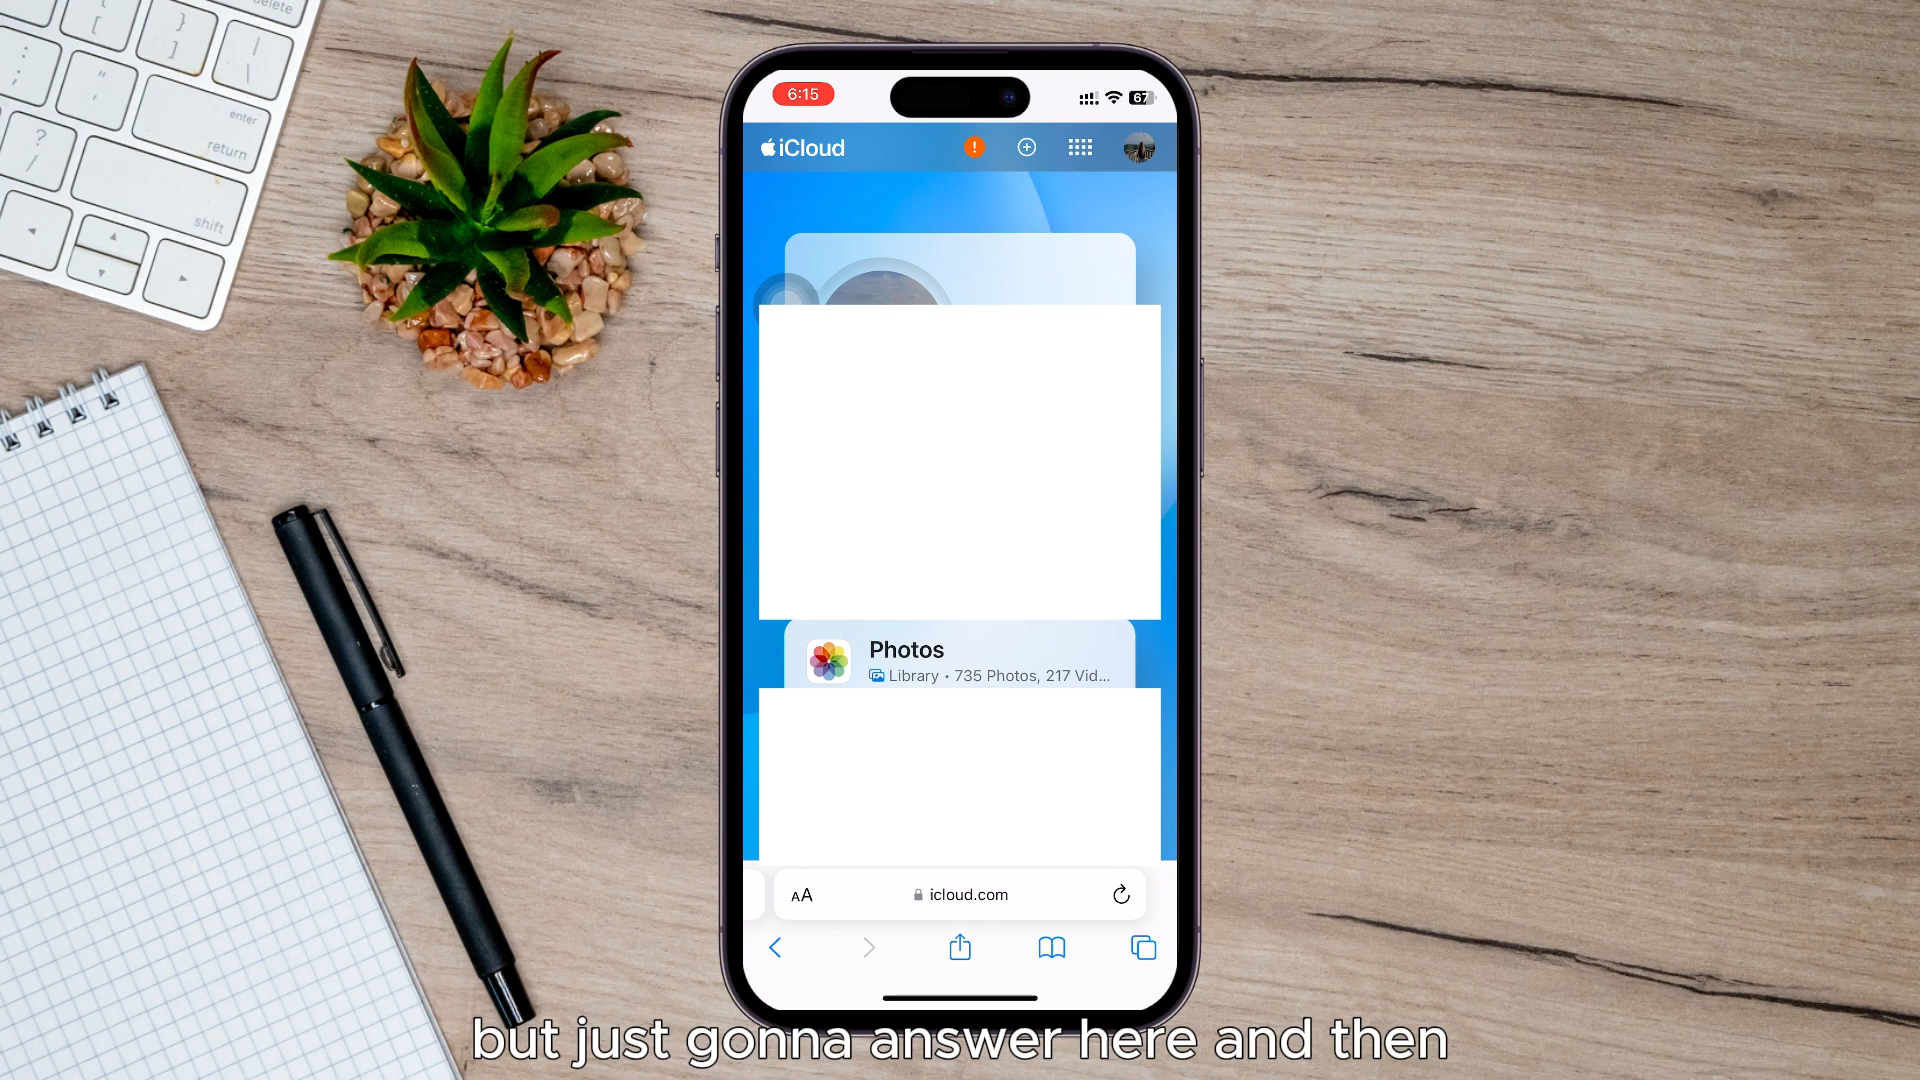 delete
{
[
}
]
|
\
:
;
"
'
enter
return
?
/
shift
6:15
67
iCloud
!
Photos
Library • 735 Photos, 217 Vid...
AA
icloud.com
but just gonna answer here and then